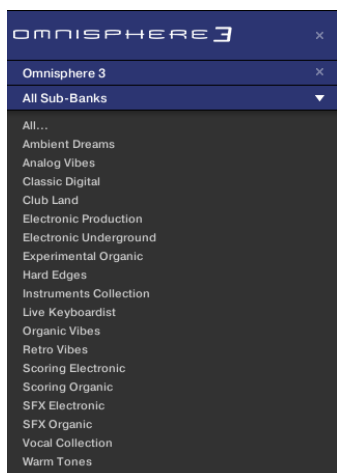 OMNISPHERE 3
Omnisphere 3
All Sub-Banks
All...
Ambient Dreams
Analog Vibes
Classic Digital
Club Land
Electronic Production
Electronic Underground
Experimental Organic
Hard Edges
Instruments Collection
Live Keyboardist
Organic Vibes
Retro Vibes
Scoring Electronic
Scoring Organic
SFX Electronic
SFX Organic
Vocal Collection
Warm Tones